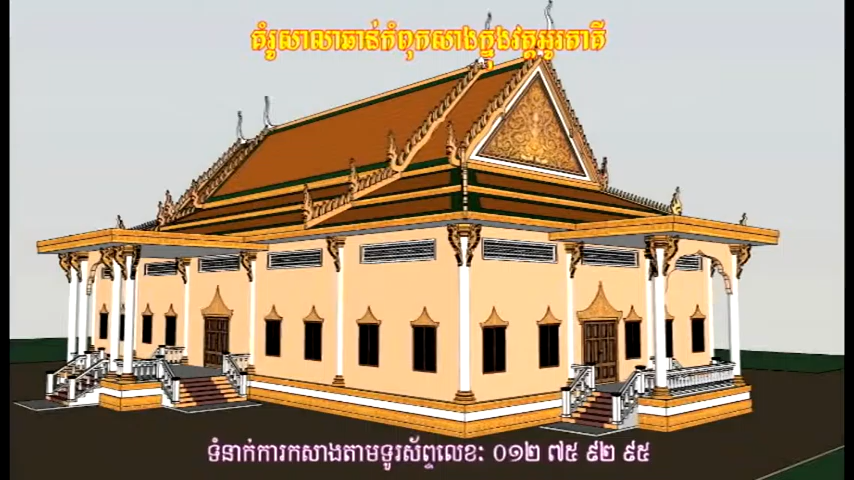 គំរូសាលាឆាន់កំពុកសាងក្នុងវត្តអូរតាគី
ទំនាក់ការកសាងតាមទូរស័ព្ទលេខៈ ០១២ ៧៥ ៩២ ៩៥